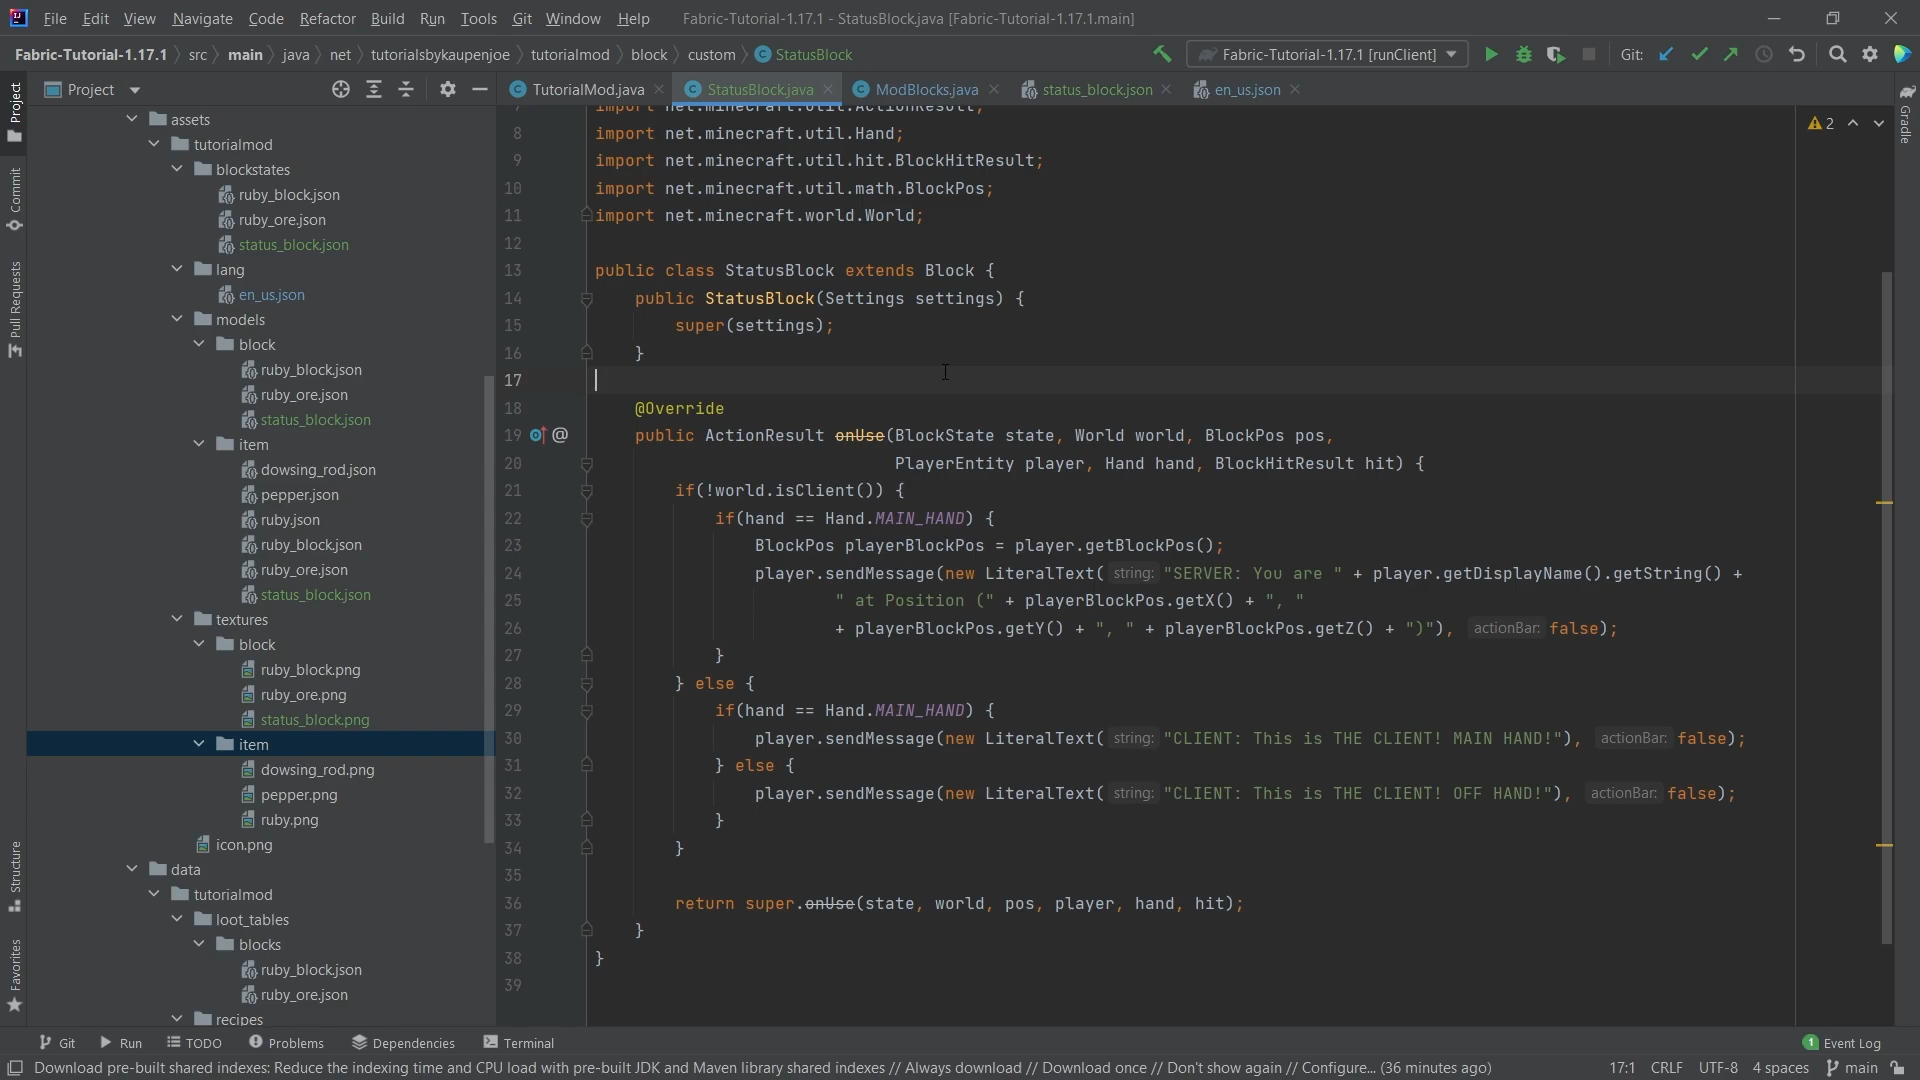 File Edit View Navigate Code Refactor Build Run Tools Git Window Help Fabric-Tutorial-1.17.1 - StatusBlock.java [Fabric-Tutorial-1.17.1.main]
Fabric-Tutorial-1.17.1 src main java net tutorialsbykaupenjoe tutorialmod block custom StatusBlock Fabric-Tutorial-1.17.1 [runClient] Git:
Project TutorialMod.java StatusBlock.java ModBlocks.java status_block.json en_us.json
Project
Commit
Pull Requests
Structure
Favorites
assets
tutorialmod
blockstates
ruby_block.json
ruby_ore.json
status_block.json
lang
en_us.json
models
block
ruby_block.json
ruby_ore.json
status_block.json
item
dowsing_rod.json
pepper.json
ruby.json
ruby_block.json
ruby_ore.json
status_block.json
textures
block
ruby_block.png
ruby_ore.png
status_block.png
item
dowsing_rod.png
pepper.png
ruby.png
icon.png
data
tutorialmod
loot_tables
blocks
ruby_block.json
ruby_ore.json
recipes
7 import net.minecraft.util.ActionResult;
8 import net.minecraft.util.Hand;
9 import net.minecraft.util.hit.BlockHitResult;
10 import net.minecraft.util.math.BlockPos;
11 import net.minecraft.world.World;
12
13 public class StatusBlock extends Block {
14 public StatusBlock(Settings settings) {
15 super(settings);
16 }
17
18 @Override
19 @ public ActionResult onUse(BlockState state, World world, BlockPos pos,
20 PlayerEntity player, Hand hand, BlockHitResult hit) {
21 if(!world.isClient()) {
22 if(hand == Hand.MAIN_HAND) {
23 BlockPos playerBlockPos = player.getBlockPos();
24 player.sendMessage(new LiteralText( string: "SERVER: You are " + player.getDisplayName().getString() +
25 " at Position (" + playerBlockPos.getX() + ", "
26 + playerBlockPos.getY() + ", " + playerBlockPos.getZ() + ")"), actionBar: false);
27 }
28 } else {
29 if(hand == Hand.MAIN_HAND) {
30 player.sendMessage(new LiteralText( string: "CLIENT: This is THE CLIENT! MAIN HAND!"), actionBar: false);
31 } else {
32 player.sendMessage(new LiteralText( string: "CLIENT: This is THE CLIENT! OFF HAND!"), actionBar: false);
33 }
34 }
35
36 return super.onUse(state, world, pos, player, hand, hit);
37 }
38 }
39
2
Gradle
Git Run TODO Problems Dependencies Terminal 1 Event Log
Download pre-built shared indexes: Reduce the indexing time and CPU load with pre-built JDK and Maven library shared indexes // Always download // Download once // Don't show again // Configure... (36 minutes ago) 17:1 CRLF UTF-8 4 spaces main